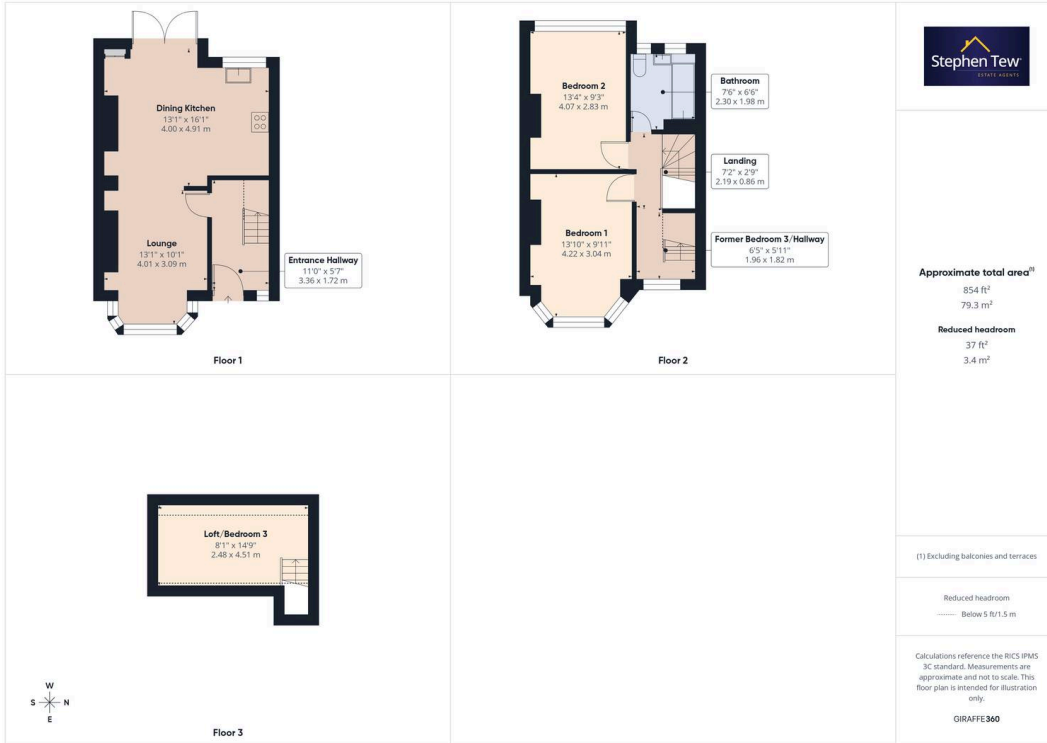 Dining Kitchen
13'1" x 16'1"
4.00 x 4.91 m
Lounge
13'1" x 10'1"
4.01 x 3.09 m
Entrance Hallway
11'0" x 5'7"
3.36 x 1.72 m
Floor 1
Bedroom 2
13'4" x 9'3"
4.07 x 2.83 m
Bathroom
7'6" x 6'6"
2.30 x 1.98 m
Landing
7'2" x 2'9"
2.19 x 0.86 m
Bedroom 1
13'10" x 9'11"
4.22 x 3.04 m
Former Bedroom 3/Hallway
6'5" x 5'11"
1.96 x 1.82 m
Floor 2
Loft/Bedroom 3
8'1" x 14'9"
2.48 x 4.51 m
W
S N
E
Floor 3
Stephen Tew
ESTATE AGENTS
Approximate total area(1)
854 ft²
79.3 m²
Reduced headroom
37 ft²
3.4 m²
(1) Excluding balconies and terraces
Reduced headroom
Below 5 ft/1.5 m
Calculations reference the RICS IPMS
3C standard. Measurements are
approximate and not to scale. This
floor plan is intended for illustration
only.
GIRAFFE360